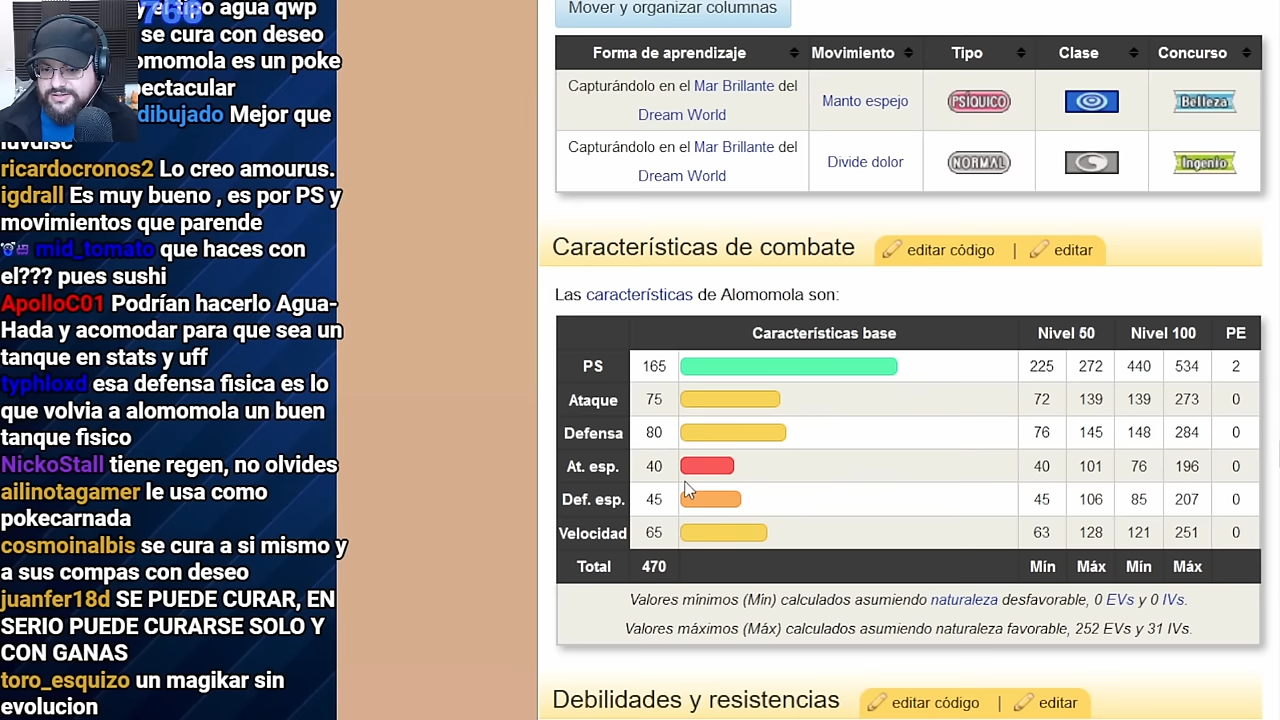 766
y el tipo agua qwp
se cura con deseo
omomola es un poke
pectacular
dibujado Mejor que
luvdisc
ricardocronos2 Lo creo amourus.
igdrall Es muy bueno , es por PS y
movimientos que parende
mid_tomato que haces con
el??? pues sushi
ApolloC01 Podrían hacerlo Agua-
Hada y acomodar para que sea un
tanque en stats y uff
typhloxd esa defensa fisica es lo
que volvia a alomomola un buen
tanque fisico
NickoStall tiene regen, no olvides
ailinotagamer le usa como
pokecarnada
cosmoinalbis se cura a si mismo y
a sus compas con deseo
juanfer18d SE PUEDE CURAR, EN
SERIO PUEDE CURARSE SOLO Y
CON GANAS
toro_esquizo un magikar sin
evolucion
Mover y organizar columnas
Forma de aprendizaje Movimiento Tipo Clase Concurso
Capturándolo en el Mar Brillante del
Dream World
Manto espejo PSÍQUICO Belleza
Capturándolo en el Mar Brillante del
Dream World
Divide dolor NORMAL Ingenio
Características de combate editar código | editar
Las características de Alomomola son:
Características base Nivel 50 Nivel 100 PE
PS 165 225 272 440 534 2
Ataque 75 72 139 139 273 0
Defensa 80 76 145 148 284 0
At. esp. 40 40 101 76 196 0
Def. esp. 45 45 106 85 207 0
Velocidad 65 63 128 121 251 0
Total 470 Mín Máx Mín Máx
Valores mínimos (Min) calculados asumiendo naturaleza desfavorable, 0 EVs y 0 IVs.
Valores máximos (Máx) calculados asumiendo naturaleza favorable, 252 EVs y 31 IVs.
Debilidades y resistencias editar código | editar